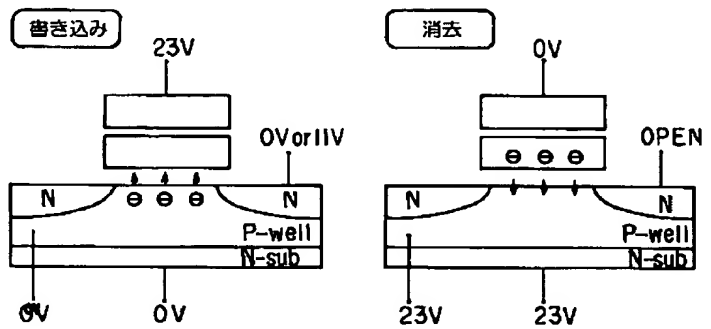 書き込み
23V
0Vor11V
N
⊖ ⊖ ⊖
N
P-well
N-sub
0V
0V
消去
0V
OPEN
⊖ ⊖ ⊖
N
N
P-well
N-sub
23V
23V